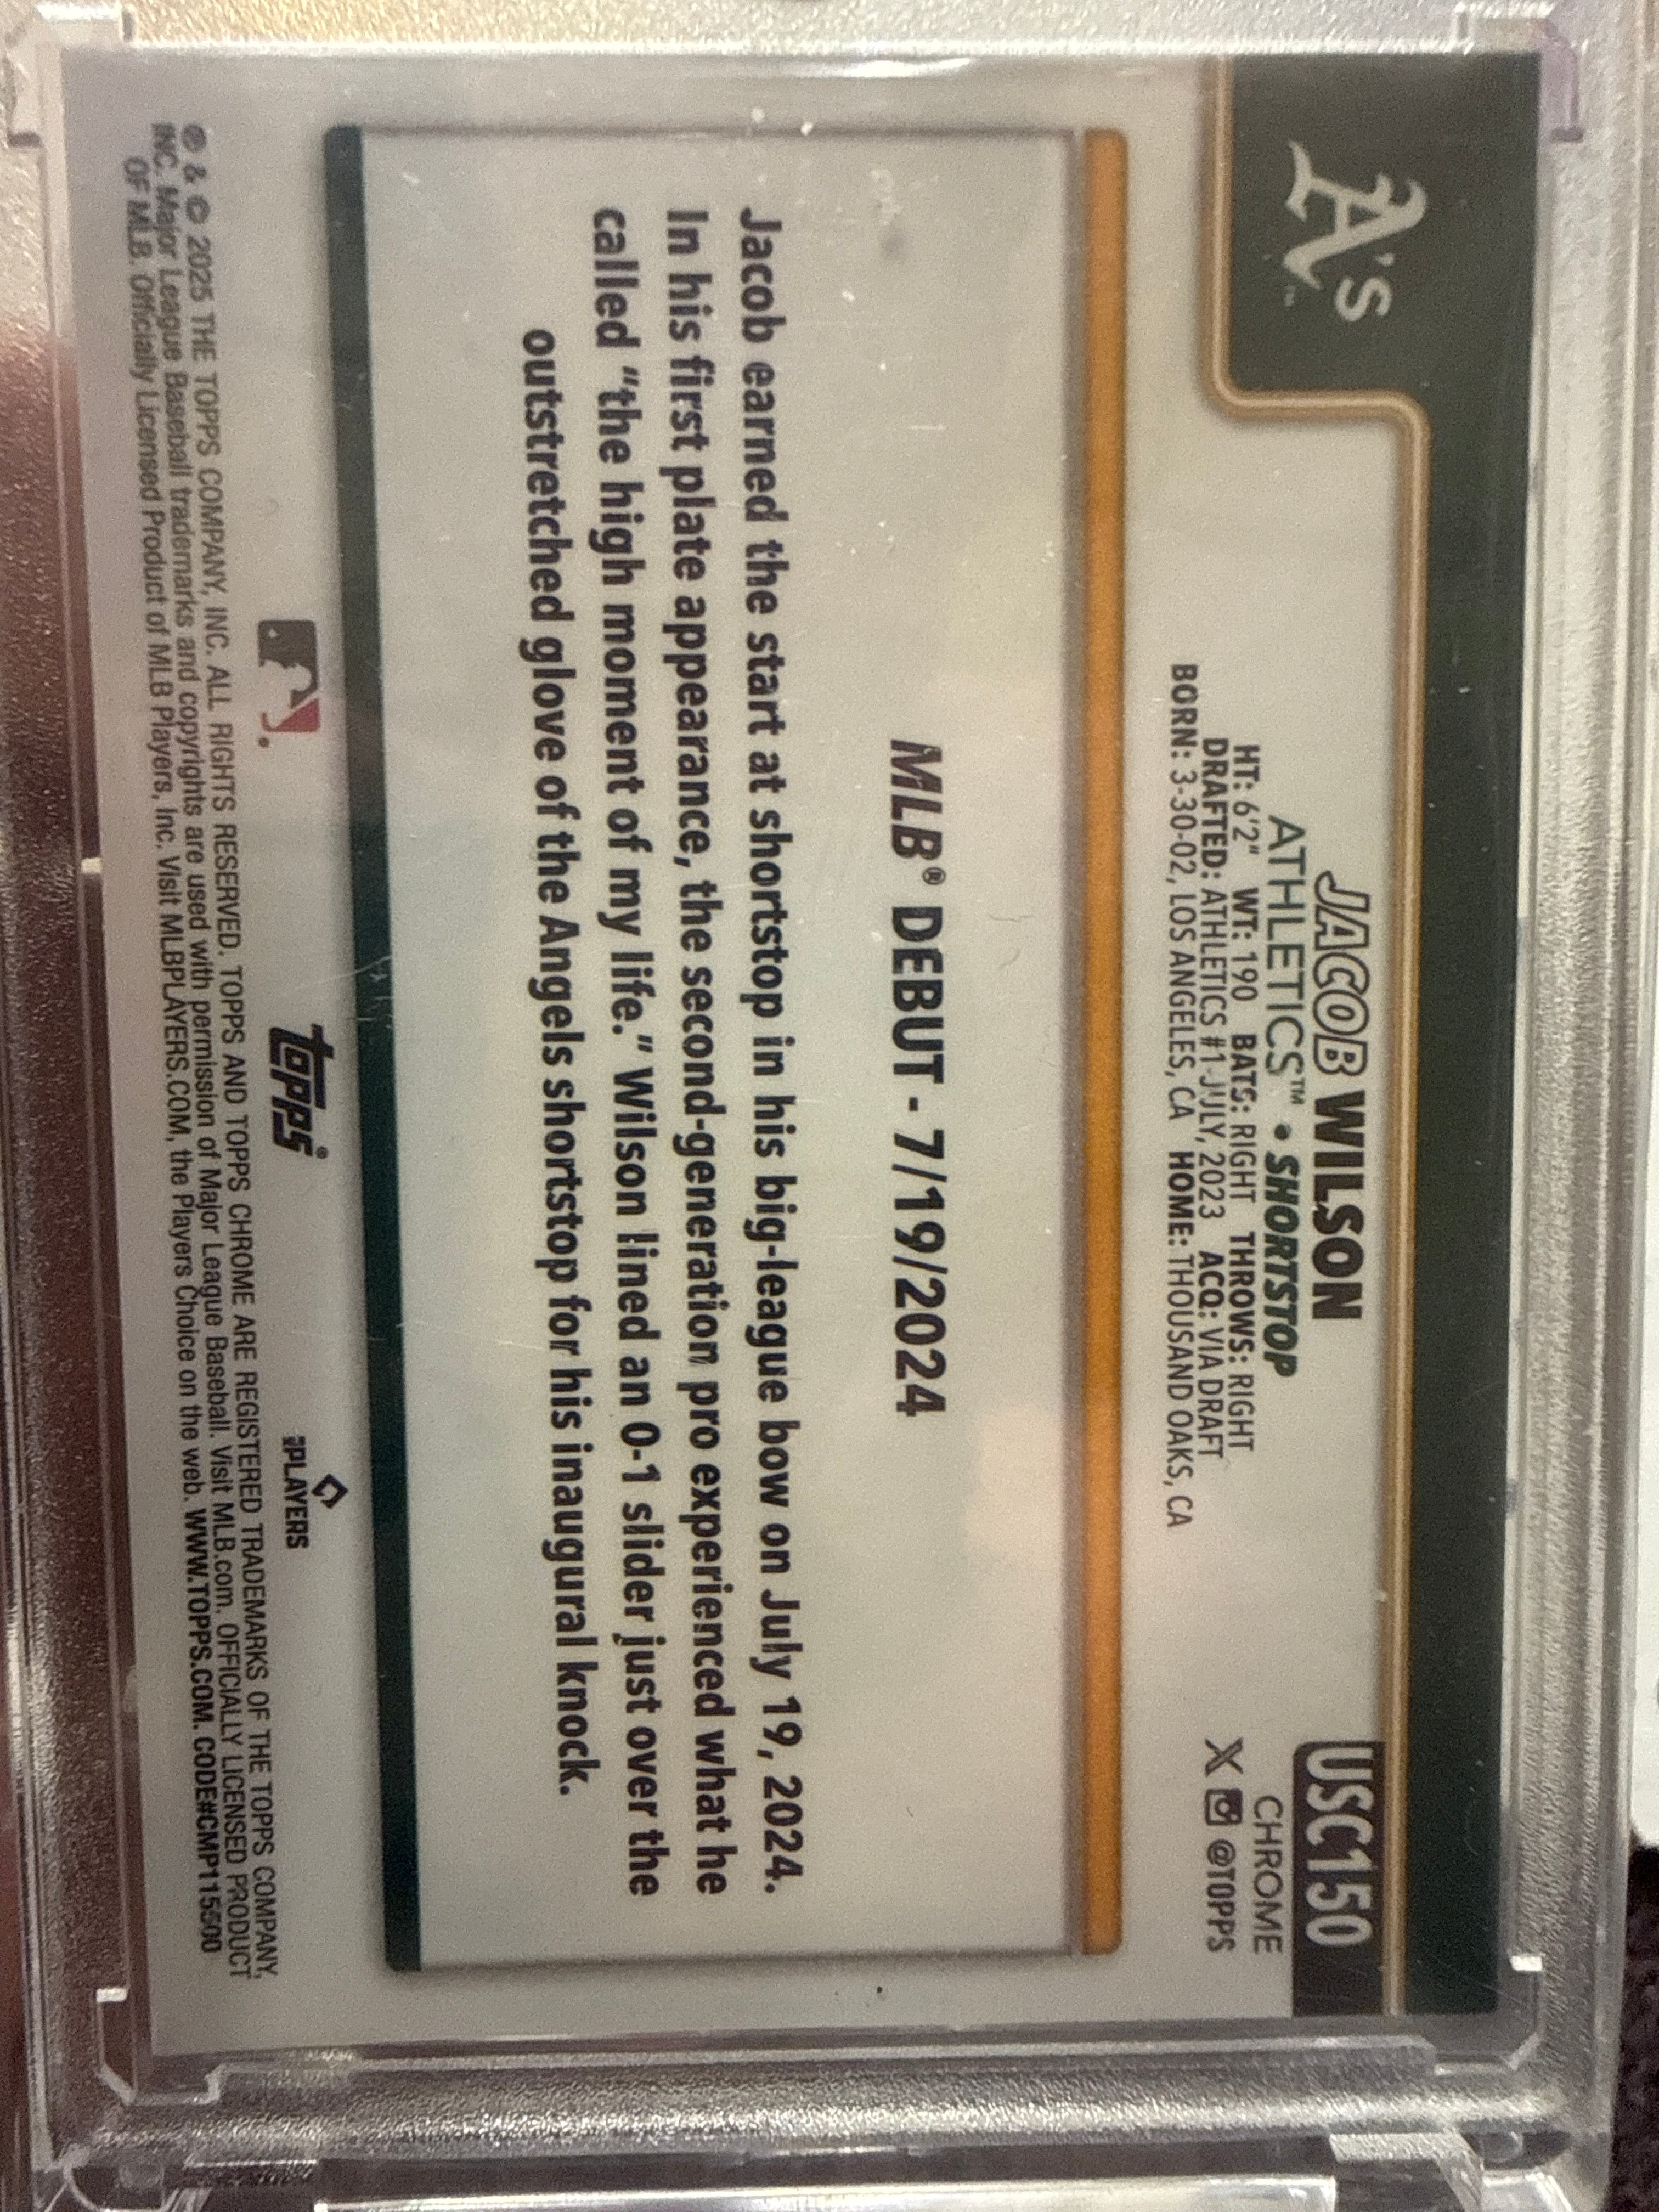 A's™
USC150
CHROME
X @TOPPS
JACOB WILSON
ATHLETICS™ • SHORTSTOP
HT: 6'2" WT: 190 BATS: RIGHT THROWS: RIGHT
DRAFTED: ATHLETICS #1-JULY, 2023 ACQ: VIA DRAFT
BORN: 3-30-02, LOS ANGELES, CA HOME: THOUSAND OAKS, CA
MLB® DEBUT - 7/19/2024
Jacob earned the start at shortstop in his big-league bow on July 19, 2024.
In his first plate appearance, the second-generation pro experienced what he
called "the high moment of my life." Wilson lined an 0-1 slider just over the
outstretched glove of the Angels shortstop for his inaugural knock.
topps®
PLAYERS
® & © 2025 THE TOPPS COMPANY, INC. ALL RIGHTS RESERVED. TOPPS AND TOPPS CHROME ARE REGISTERED TRADEMARKS OF THE TOPPS COMPANY,
INC. Major League Baseball trademarks and copyrights are used with permission of Major League Baseball. Visit MLB.com. OFFICIALLY LICENSED PRODUCT
OF MLB. Officially Licensed Product of MLB Players, Inc. Visit MLBPLAYERS.COM, the Players Choice on the web. WWW.TOPPS.COM. CODE#CMP115500